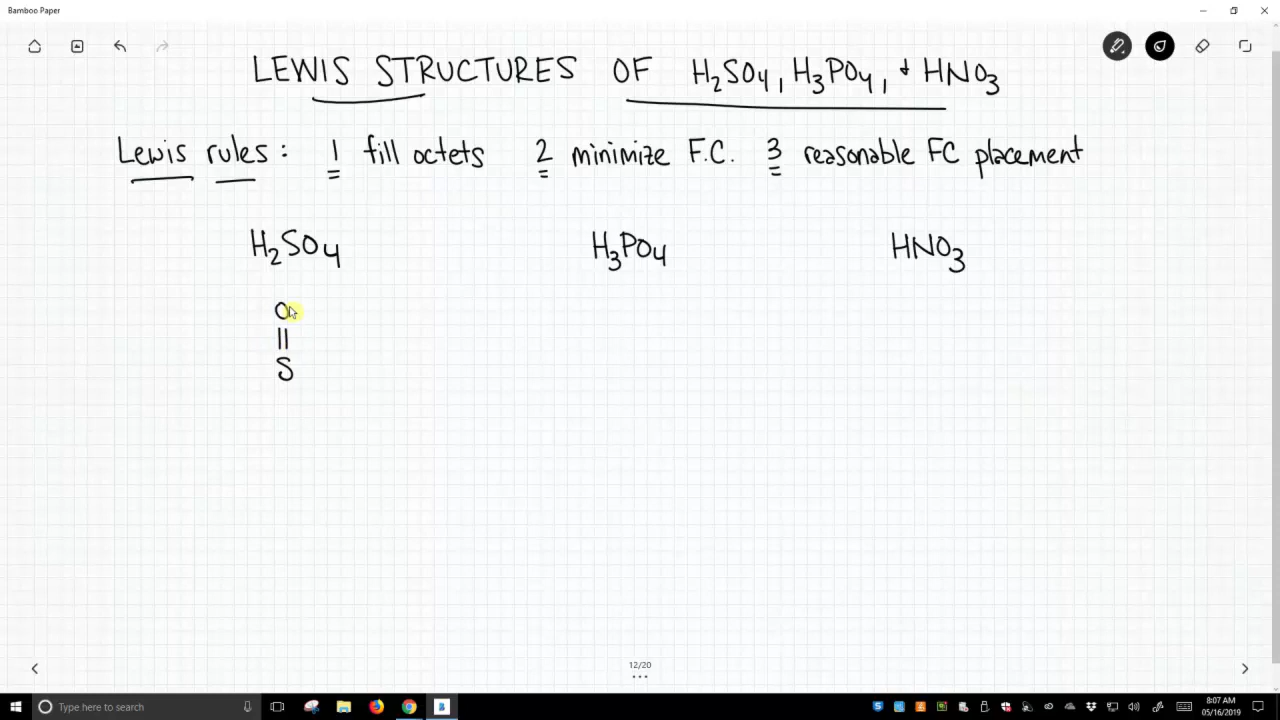 Bamboo Paper
LEWIS STRUCTURES OF H₂SO₄, H₃PO₄, + HNO₃
Lewis rules: 1 fill octets 2 minimize F.C. 3 reasonable FC placement
H₂SO₄ H₃PO₄ HNO₃
O
||
S
12/20
Type here to search
8:07 AM
05/16/2019